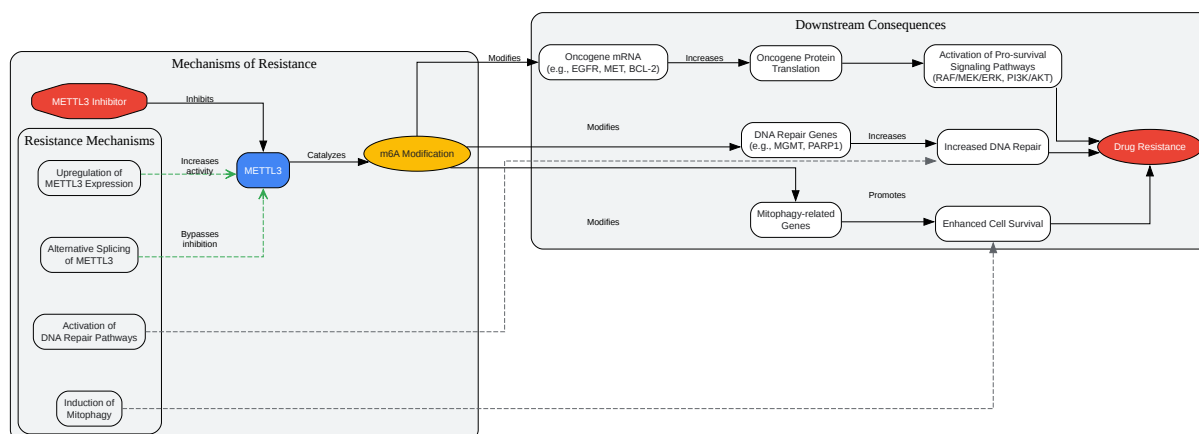 Downstream Consequences
Mechanisms of Resistance
Modifies
Oncogene mRNA
(e.g., EGFR, MET, BCL-2)
Increases
Oncogene Protein
Translation
Activation of Pro-survival
Signaling Pathways
(RAF/MEK/ERK, PI3K/AKT)
METTL3 Inhibitor
Inhibits
Resistance Mechanisms
Upregulation of
METTL3 Expression
Increases
activity
METTL3
Catalyzes
m6A Modification
Modifies
DNA Repair Genes
(e.g., MGMT, PARP1)
Increases
Increased DNA Repair
Drug Resistance
Alternative Splicing
of METTL3
Bypasses
inhibition
Modifies
Mitophagy-related
Genes
Promotes
Enhanced Cell Survival
Activation of
DNA Repair Pathways
Induction of
Mitophagy